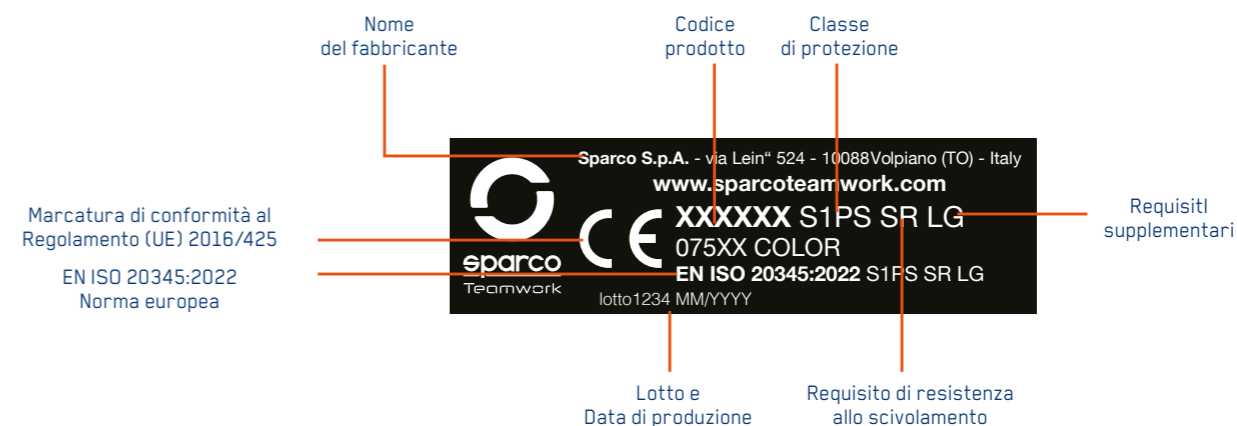 Nome
del fabbricante
Codice
prodotto
Classe
di protezione
Marcatura di conformità al
Regolamento (UE) 2016/425
EN ISO 20345:2022
Norma europea
sparco
Teamwork
Sparco S.p.A. - via Lein“ 524 - 10088Volpiano (TO) - Italy
www.sparcoteamwork.com
CE XXXXXX S1PS SR LG
075XX COLOR
EN ISO 20345:2022 S1PS SR LG
lotto1234 MM/YYYY
RequisitI
supplementari
Lotto e
Data di produzione
Requisito di resistenza
allo scivolamento